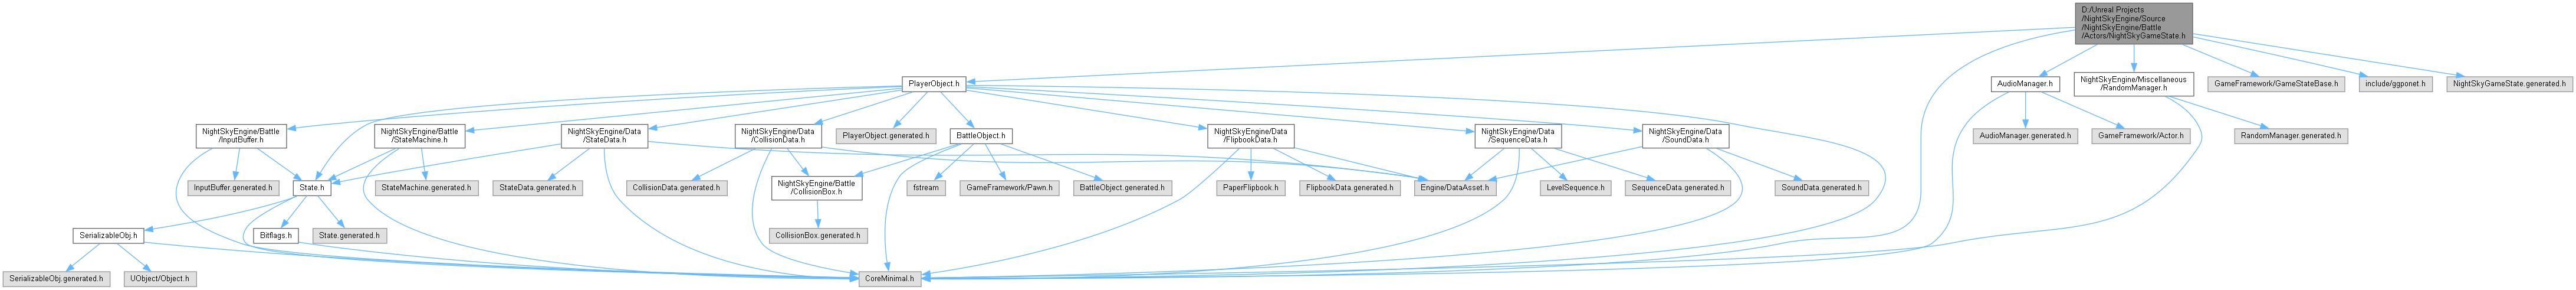 D:/Unreal Projects
/NightSkyEngine/Source
/NightSkyEngine/Battle
/Actors/NightSkyGameState.h
PlayerObject.h
AudioManager.h
NightSkyEngine/Miscellaneous
/RandomManager.h
GameFramework/GameStateBase.h
include/ggponet.h
NightSkyGameState.generated.h
NightSkyEngine/Battle
/InputBuffer.h
NightSkyEngine/Battle
/StateMachine.h
NightSkyEngine/Data
/StateData.h
NightSkyEngine/Data
/CollisionData.h
PlayerObject.generated.h
BattleObject.h
NightSkyEngine/Data
/FlipbookData.h
NightSkyEngine/Data
/SequenceData.h
NightSkyEngine/Data
/SoundData.h
AudioManager.generated.h
GameFramework/Actor.h
RandomManager.generated.h
InputBuffer.generated.h
State.h
StateMachine.generated.h
StateData.generated.h
CollisionData.generated.h
NightSkyEngine/Battle
/CollisionBox.h
fstream
GameFramework/Pawn.h
BattleObject.generated.h
PaperFlipbook.h
FlipbookData.generated.h
Engine/DataAsset.h
LevelSequence.h
SequenceData.generated.h
SoundData.generated.h
SerializableObj.h
Bitflags.h
State.generated.h
CollisionBox.generated.h
SerializableObj.generated.h
UObject/Object.h
CoreMinimal.h